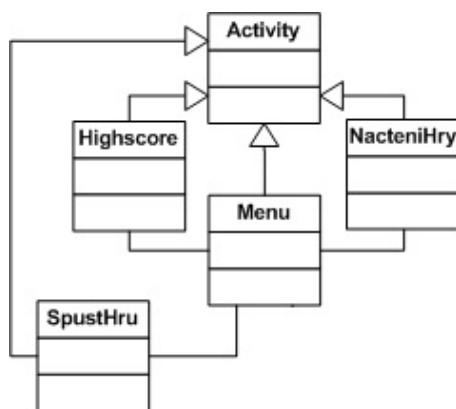 Activity
Highscore
NacteniHry
Menu
SpustHru